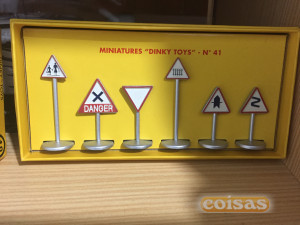 MINIATURES "DINKY TOYS" - N° 41
DANGER
coisas